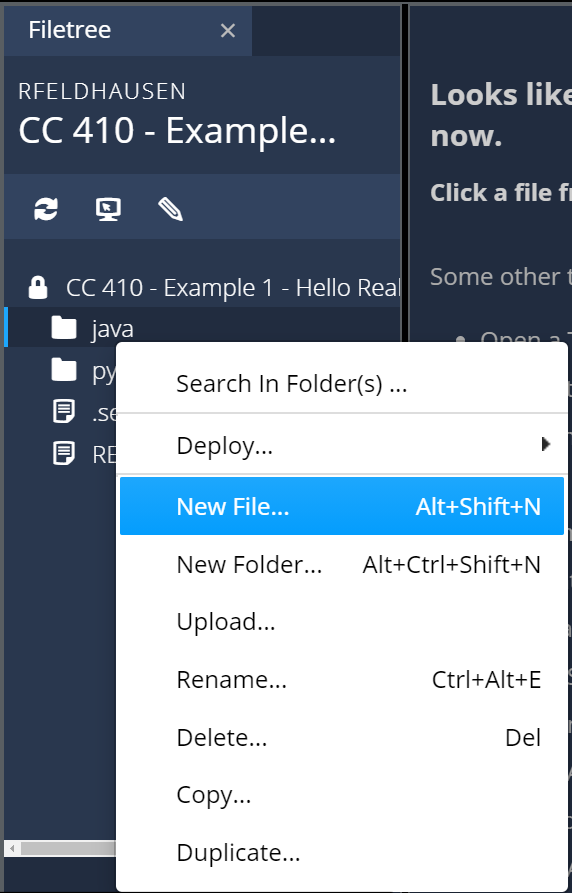 Filetree
RFELDHAUSEN
CC 410 - Example...
CC 410 - Example 1 - Hello Real
java
py
.se
RE
Search In Folder(s) ...
Deploy...
New File... Alt+Shift+N
New Folder... Alt+Ctrl+Shift+N
Upload...
Rename... Ctrl+Alt+E
Delete... Del
Copy...
Duplicate...
Looks like
now.
Click a file f
Some other t
Open a